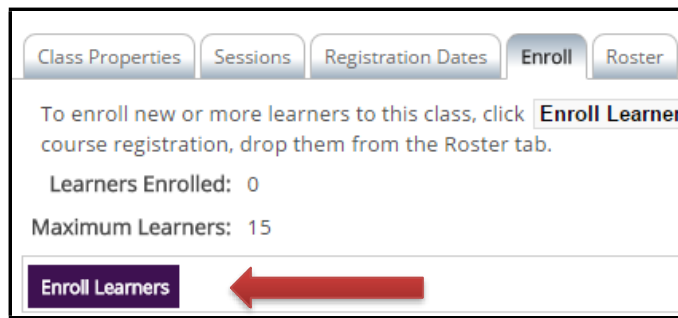 Class Properties Sessions Registration Dates Enroll Roster
To enroll new or more learners to this class, click Enroll
course registration, drop them from the Roster tab.
Learners Enrolled: 0
Maximum Learners: 15
Enroll Learners